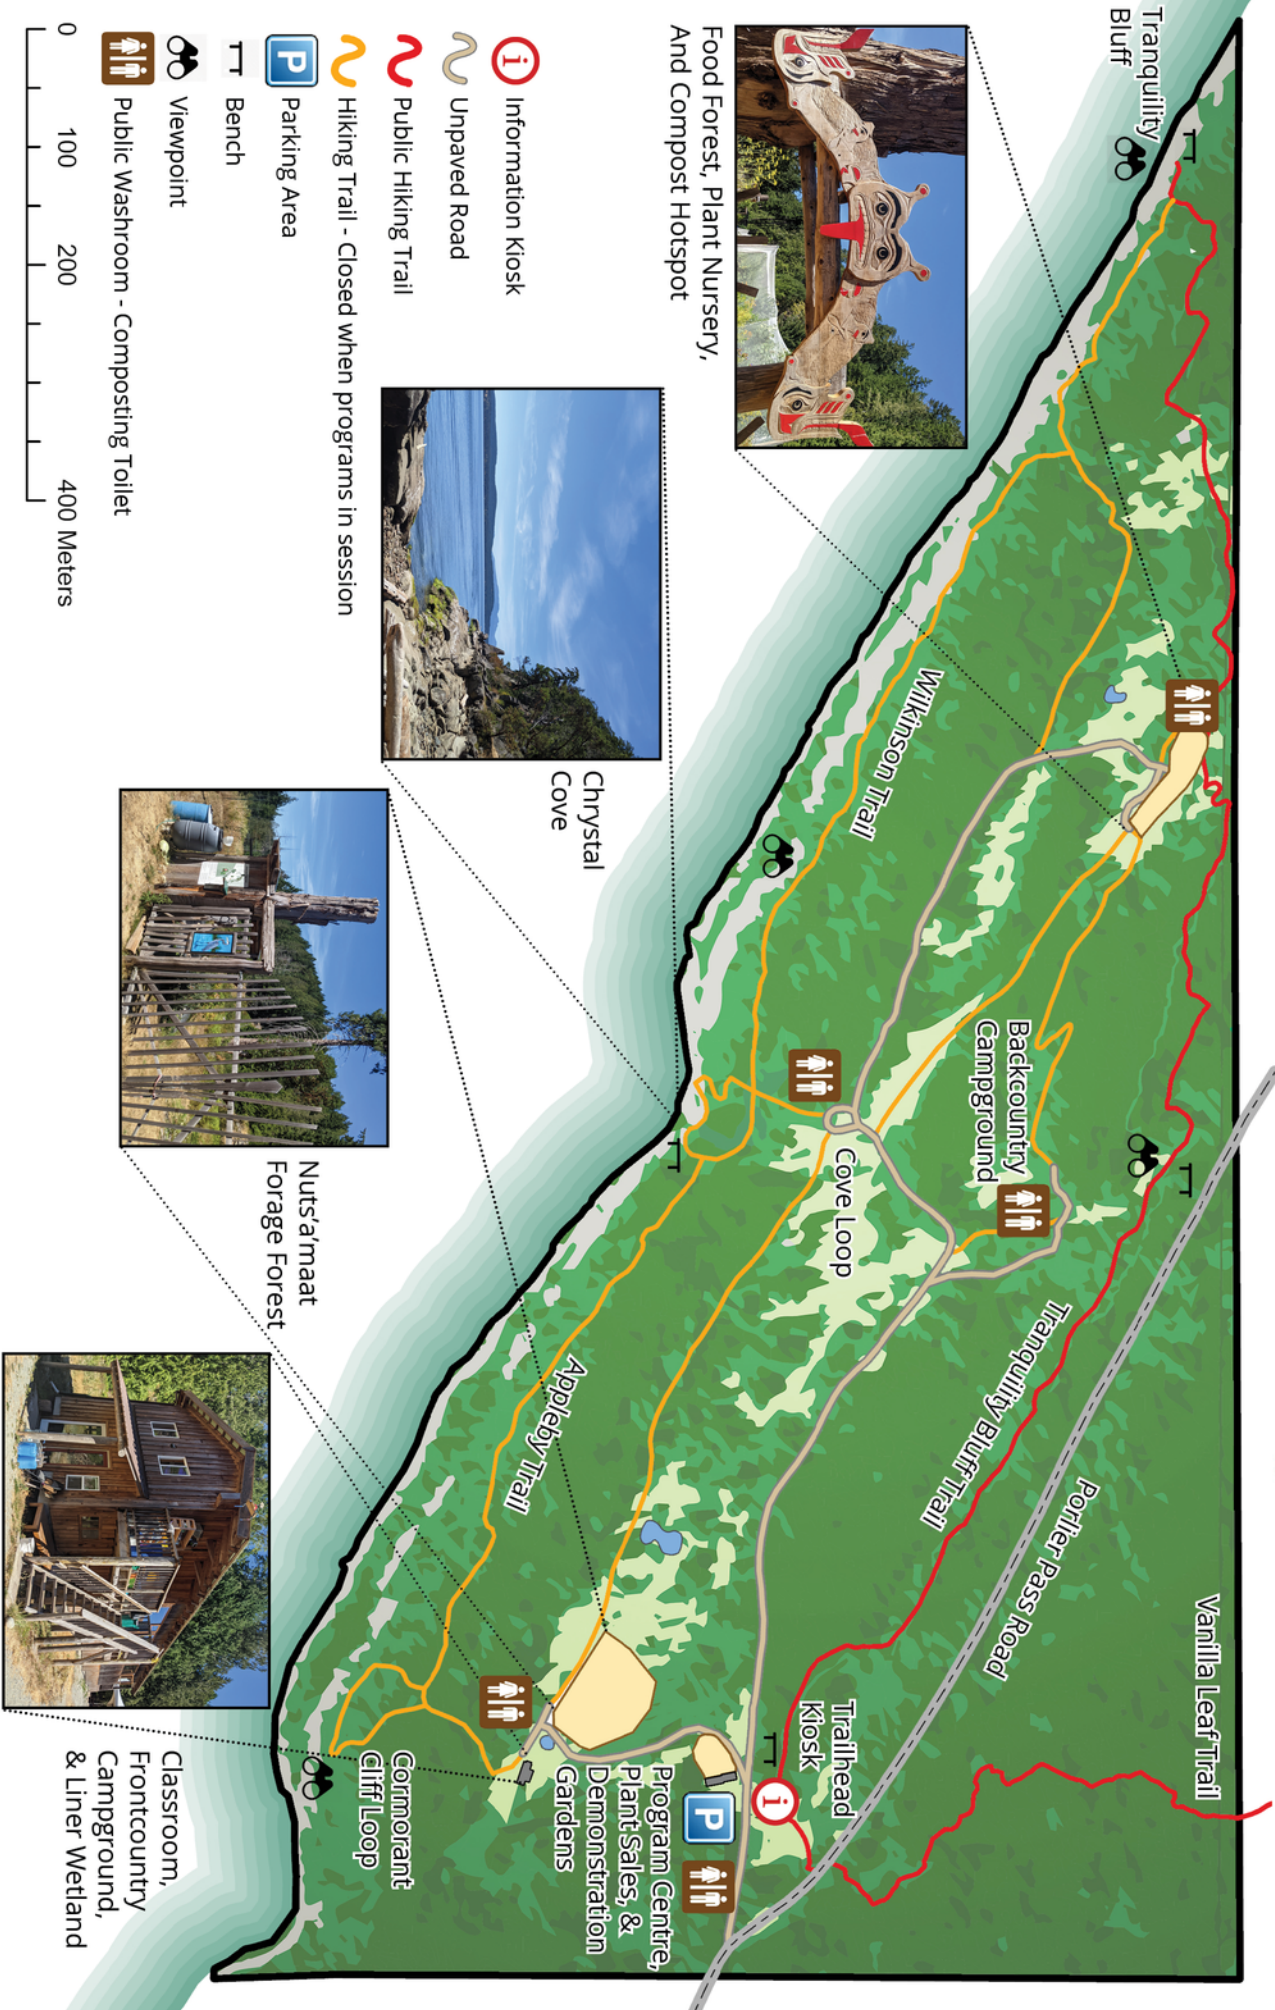 Tranquility
Bluff
Food Forest, Plant Nursery,
And Compost Hotspot
i
Information Kiosk
Unpaved Road
Public Hiking Trail
Hiking Trail - Closed when programs in session
P
Parking Area
Bench
Viewpoint
Public Washroom - Composting Toilet
0
100
200
400 Meters
Chrystal
Cove
Wilkinson Trail
Backcountry
Campground
Cove Loop
Nuts'a'maat
Forage Forest
Appleby Trail
Tranquility Bluff Trail
Porlier Pass Road
Vanilla Leaf Trail
Trailhead
Kiosk
i
P
Program Centre,
Plant Sales, &
Demonstration
Gardens
Cormorant
Cliff Loop
Classroom,
Frontcountry
Campground,
& Liner Wetland